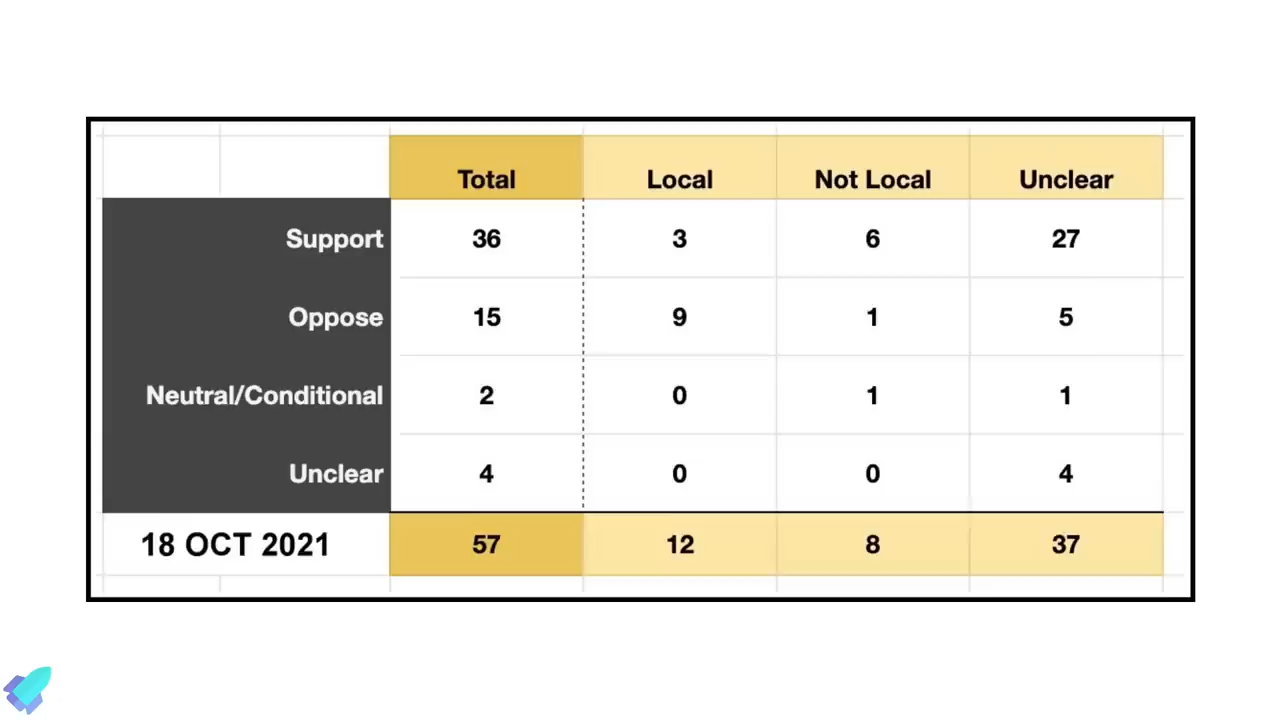 Total Local Not Local Unclear
Support 36 3 6 27
Oppose 15 9 1 5
Neutral/Conditional 2 0 1 1
Unclear 4 0 0 4
18 OCT 2021 57 12 8 37